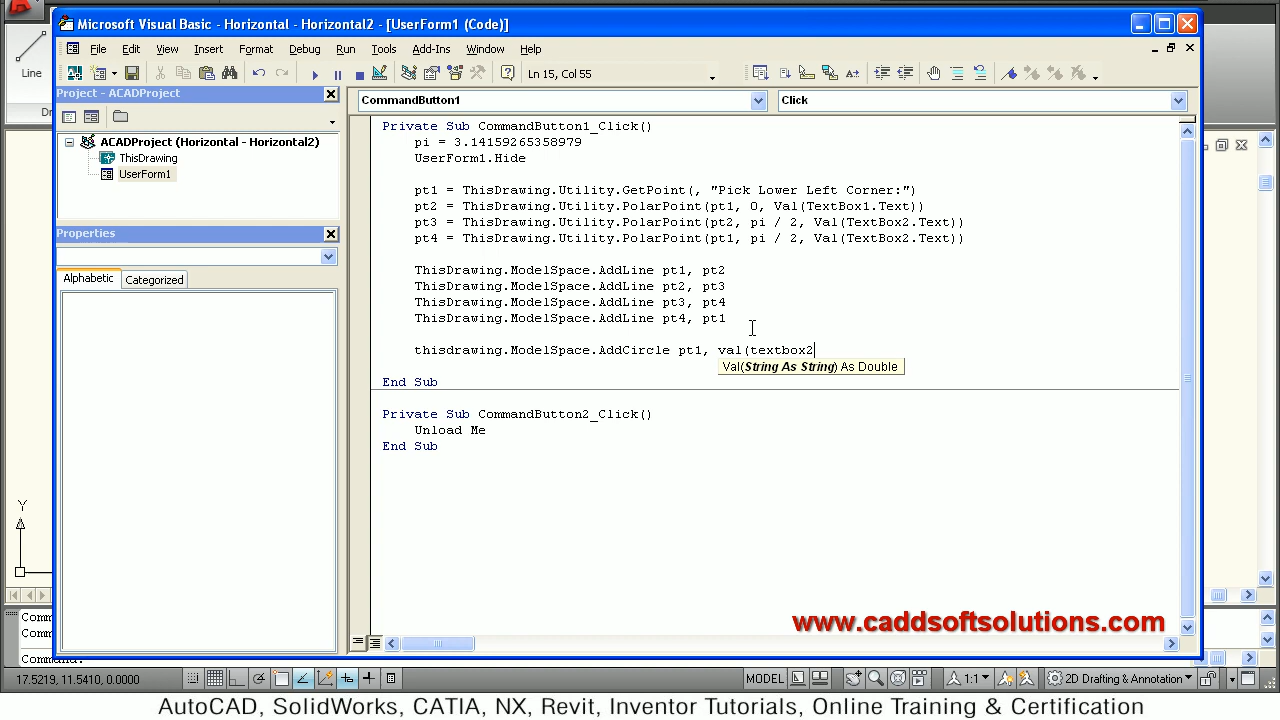 Microsoft Visual Basic - Horizontal - Horizontal2 - [UserForm1 (Code)]
File Edit View Insert Format Debug Run Tools Add-Ins Window Help
Line
Ln 15, Col 55
Project - ACADProject
CommandButton1
Click
ACADProject (Horizontal - Horizontal2)
ThisDrawing
UserForm1
Properties
Alphabetic
Categorized
Private Sub CommandButton1_Click()
pi = 3.14159265358979
UserForm1.Hide
pt1 = ThisDrawing.Utility.GetPoint(, "Pick Lower Left Corner:")
pt2 = ThisDrawing.Utility.PolarPoint(pt1, 0, Val(TextBox1.Text))
pt3 = ThisDrawing.Utility.PolarPoint(pt2, pi / 2, Val(TextBox2.Text))
pt4 = ThisDrawing.Utility.PolarPoint(pt1, pi / 2, Val(TextBox2.Text))
ThisDrawing.ModelSpace.AddLine pt1, pt2
ThisDrawing.ModelSpace.AddLine pt2, pt3
ThisDrawing.ModelSpace.AddLine pt3, pt4
ThisDrawing.ModelSpace.AddLine pt4, pt1
thisdrawing.ModelSpace.AddCircle pt1, val(textbox2
Val(String As String) As Double
End Sub
Private Sub CommandButton2_Click()
Unload Me
End Sub
Y
www.caddsoftsolutions.com
Command:
17.5219, 11.5410, 0.0000
MODEL
1:1
2D Drafting & Annotation
AutoCAD, SolidWorks, CATIA, NX, Revit, Inventor Tutorials, Online Training & Certification